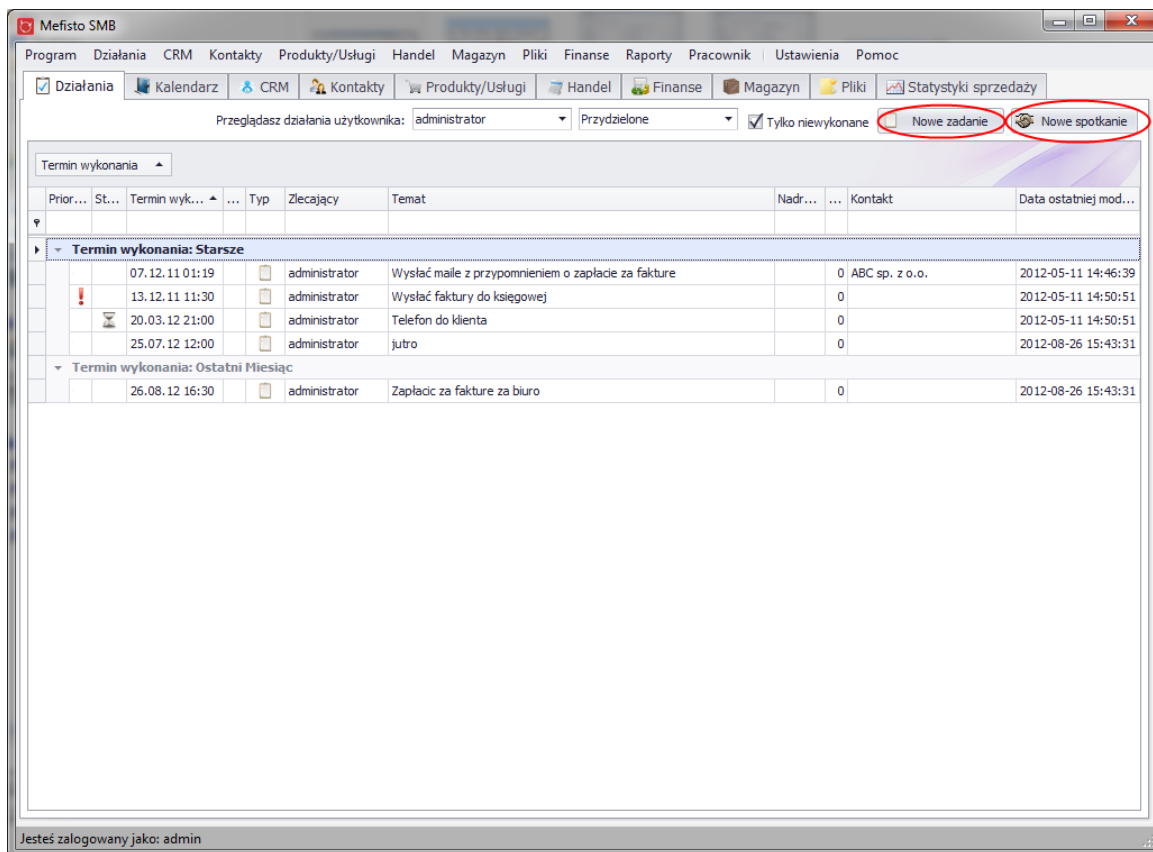 Mefisto SMB
Program Działania CRM Kontakty Produkty/Usługi Handel Magazyn Pliki Finanse Raporty Pracownik Ustawienia Pomoc
Działania Kalendarz CRM Kontakty Produkty/Usługi Handel Finanse Magazyn Pliki Statystyki sprzedaży
Przeglądasz działania użytkownika: administrator Przydzielone Tylko niewykonane Nowe zadanie Nowe spotkanie
Termin wykonania
Prior... St... Termin wyk... ... Typ Zlecający Temat Nadr... ... Kontakt Data ostatniej mod...
Termin wykonania: Starsze
07.12.11 01:19 administrator Wysłać maile z przypomnieniem o zapłacie za fakture 0 ABC sp. z o.o. 2012-05-11 14:46:39
13.12.11 11:30 administrator Wysłać faktury do księgowej 0 2012-05-11 14:50:51
20.03.12 21:00 administrator Telefon do klienta 0 2012-05-11 14:50:51
25.07.12 12:00 administrator jutro 0 2012-08-26 15:43:31
Termin wykonania: Ostatni Miesiąc
26.08.12 16:30 administrator Zapłacic za fakture za biuro 0 2012-08-26 15:43:31
Jesteś zalogowany jako: admin